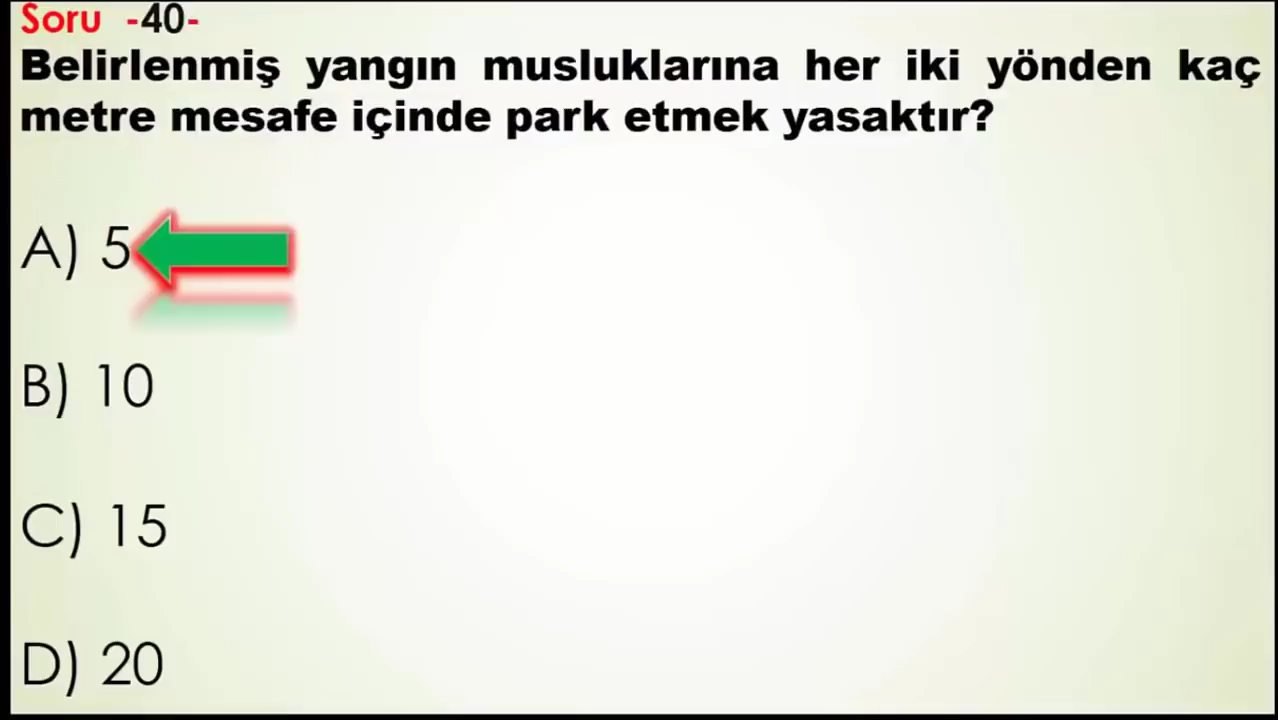 Soru -40-
Belirlenmiş yangın musluklarına her iki yönden kaç
metre mesafe içinde park etmek yasaktır?
A) 5
B) 10
C) 15
D) 20